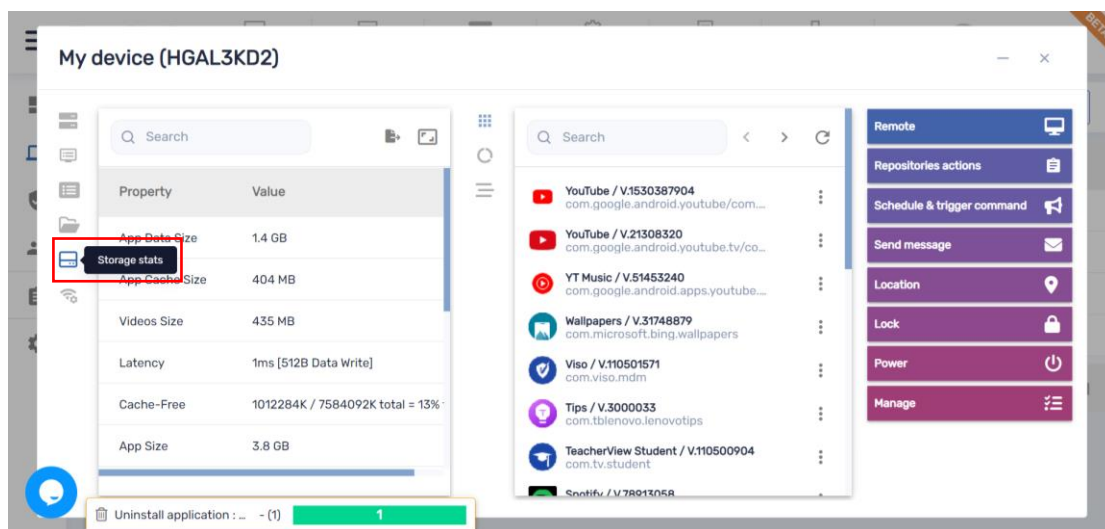 BETA
My device (HGAL3KD2)
Search
Property Value
App Data Size 1.4 GB
Storage stats
App Cache Size 404 MB
Videos Size 435 MB
Latency 1ms [512B Data Write]
Cache-Free 1012284K / 7584092K total = 13%
App Size 3.8 GB
Search
YouTube / V.1530387904
com.google.android.youtube/com...
YouTube / V.21308320
com.google.android.youtube.tv/co...
YT Music / V.51453240
com.google.android.apps.youtube...
Wallpapers / V.31748879
com.microsoft.bing.wallpapers
Viso / V.110501571
com.viso.mdm
Tips / V.3000033
com.tblenovo.lenovotips
TeacherView Student / V.110500904
com.tv.student
Spotify / V.78913058
Remote
Repositories actions
Schedule & trigger command
Send message
Location
Lock
Power
Manage
Uninstall application : ... - (1) 1